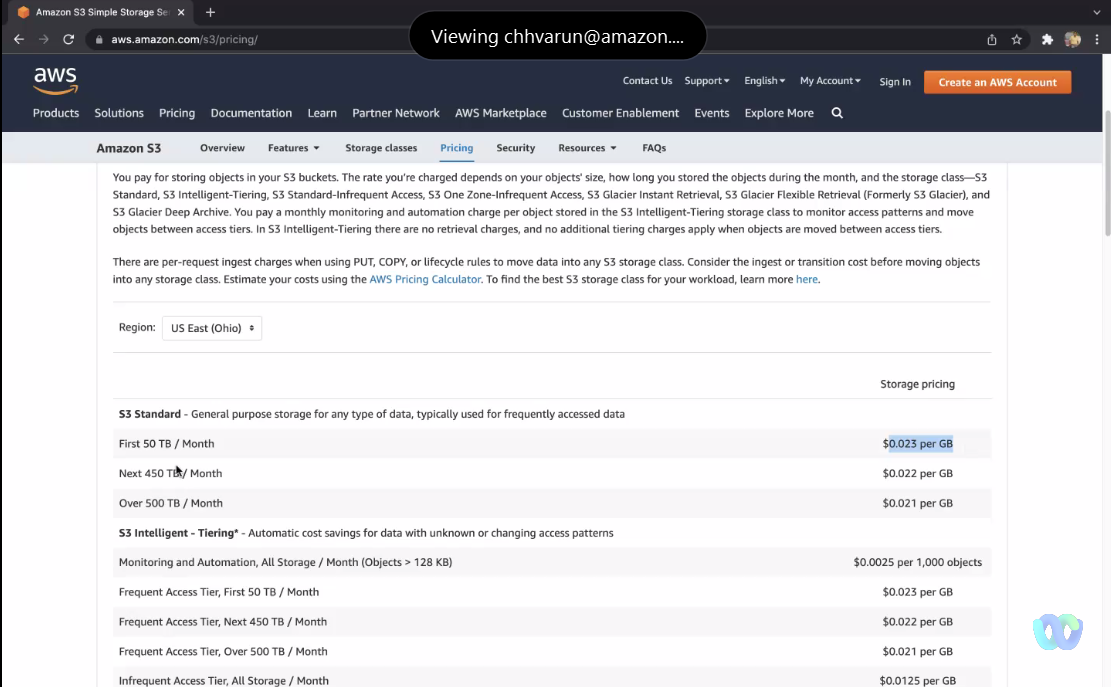 Amazon S3 Simple Storage Se
Viewing chhvarun@amazon....
aws.amazon.com/s3/pricing/
aws
Contact Us Support English My Account Sign In Create an AWS Account
Products Solutions Pricing Documentation Learn Partner Network AWS Marketplace Customer Enablement Events Explore More
Amazon S3 Overview Features Storage classes Pricing Security Resources FAQs
You pay for storing objects in your S3 buckets. The rate you're charged depends on your objects' size, how long you stored the objects during the month, and the storage class—S3
Standard, S3 Intelligent-Tiering, S3 Standard-Infrequent Access, S3 One Zone-Infrequent Access, S3 Glacier Instant Retrieval, S3 Glacier Flexible Retrieval (Formerly S3 Glacier), and
S3 Glacier Deep Archive. You pay a monthly monitoring and automation charge per object stored in the S3 Intelligent-Tiering storage class to monitor access patterns and move
objects between access tiers. In S3 Intelligent-Tiering there are no retrieval charges, and no additional tiering charges apply when objects are moved between access tiers.
There are per-request ingest charges when using PUT, COPY, or lifecycle rules to move data into any S3 storage class. Consider the ingest or transition cost before moving objects
into any storage class. Estimate your costs using the AWS Pricing Calculator. To find the best S3 storage class for your workload, learn more here.
Region: US East (Ohio)
Storage pricing
S3 Standard - General purpose storage for any type of data, typically used for frequently accessed data
First 50 TB / Month $0.023 per GB
Next 450 TB / Month $0.022 per GB
Over 500 TB / Month $0.021 per GB
S3 Intelligent - Tiering* - Automatic cost savings for data with unknown or changing access patterns
Monitoring and Automation, All Storage / Month (Objects > 128 KB) $0.0025 per 1,000 objects
Frequent Access Tier, First 50 TB / Month $0.023 per GB
Frequent Access Tier, Next 450 TB / Month $0.022 per GB
Frequent Access Tier, Over 500 TB / Month $0.021 per GB
Infrequent Access Tier, All Storage / Month $0.0125 per GB